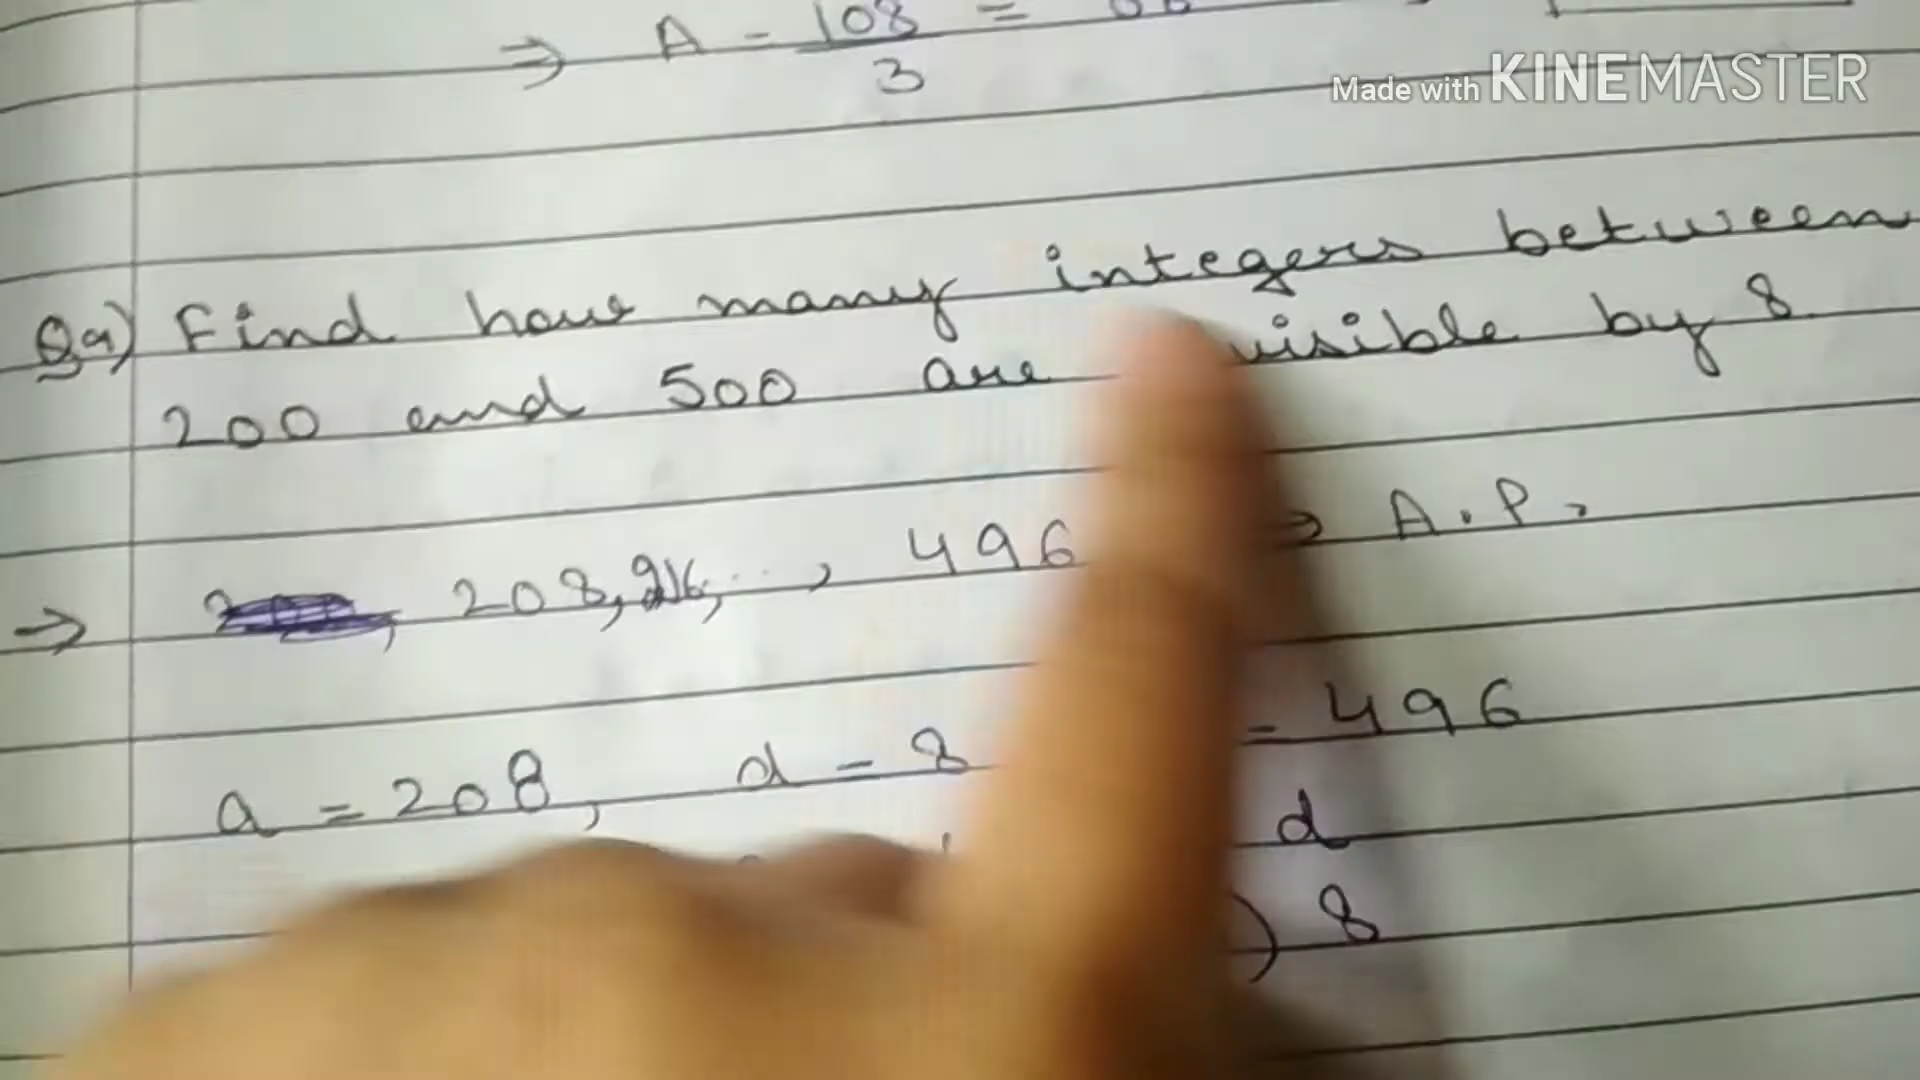 ⇒ A = 108/3 =
Made with KINEMASTER
Q9) Find how many integers between
200 and 500 are visible by 8
→ 208, 216, ..., 496 → A.P.
a = 208, d = 8 = 496
d
) 8